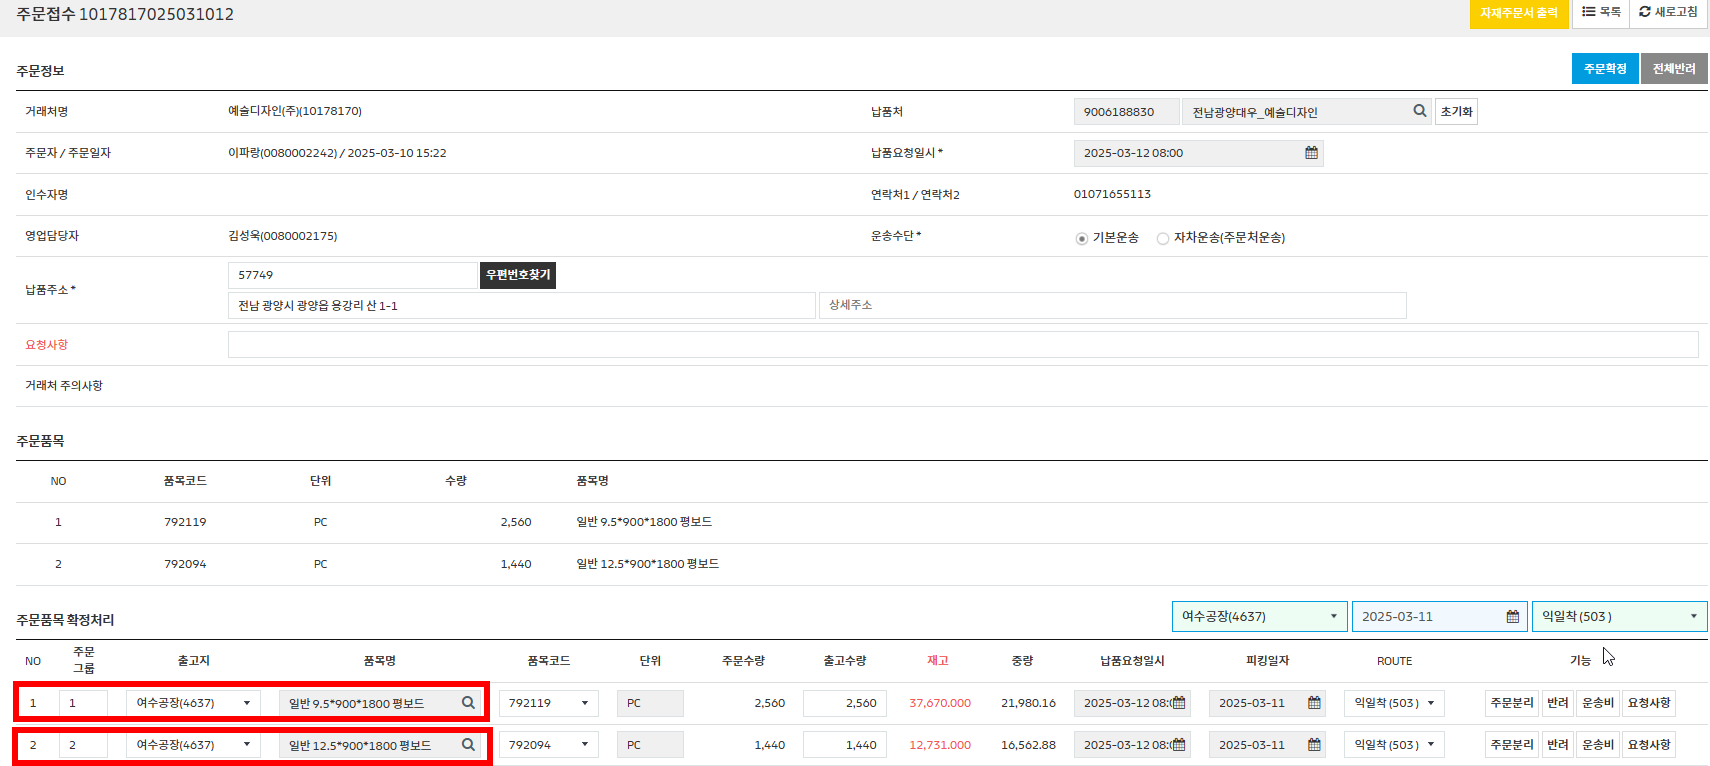 주문접수 1017817025031012
자재주문서 출력 목록 새로고침
주문정보 주문확정 전체반려
거래처명 예술디자인(주)(10178170) 납품처 9006188830 전남광양대우_예술디자인 초기화
주문자 / 주문일자 이파랑(0080002242) / 2025-03-10 15:22 납품요청일시 * 2025-03-12 08:00
인수자명 연락처1 / 연락처2 01071655113
영업담당자 김성욱(0080002175) 운송수단 * 기본운송 자차운송(주문처운송)
납품주소 * 57749 우편번호찾기
전남 광양시 광양읍 용강리 산 1-1 상세주소
요청사항
거래처 주의사항
주문품목
NO 품목코드 단위 수량 품목명
1 792119 PC 2,560 일반 9.5*900*1800 평보드
2 792094 PC 1,440 일반 12.5*900*1800 평보드
주문품목 확정처리 여수공장(4637) 2025-03-11 익일착 (503 )
NO 주문 그룹 출고지 품목명 품목코드 단위 주문수량 출고수량 재고 중량 납품요청일시 피킹일자 ROUTE 기능
1 1 여수공장(4637) 일반 9.5*900*1800 평보드 792119 PC 2,560 2,560 37,670.000 21,980.16 2025-03-12 08:0 2025-03-11 익일착 (503 ) 주문분리 반려 운송비 요청사항
2 2 여수공장(4637) 일반 12.5*900*1800 평보드 792094 PC 1,440 1,440 12,731.000 16,562.88 2025-03-12 08:0 2025-03-11 익일착 (503 ) 주문분리 반려 운송비 요청사항